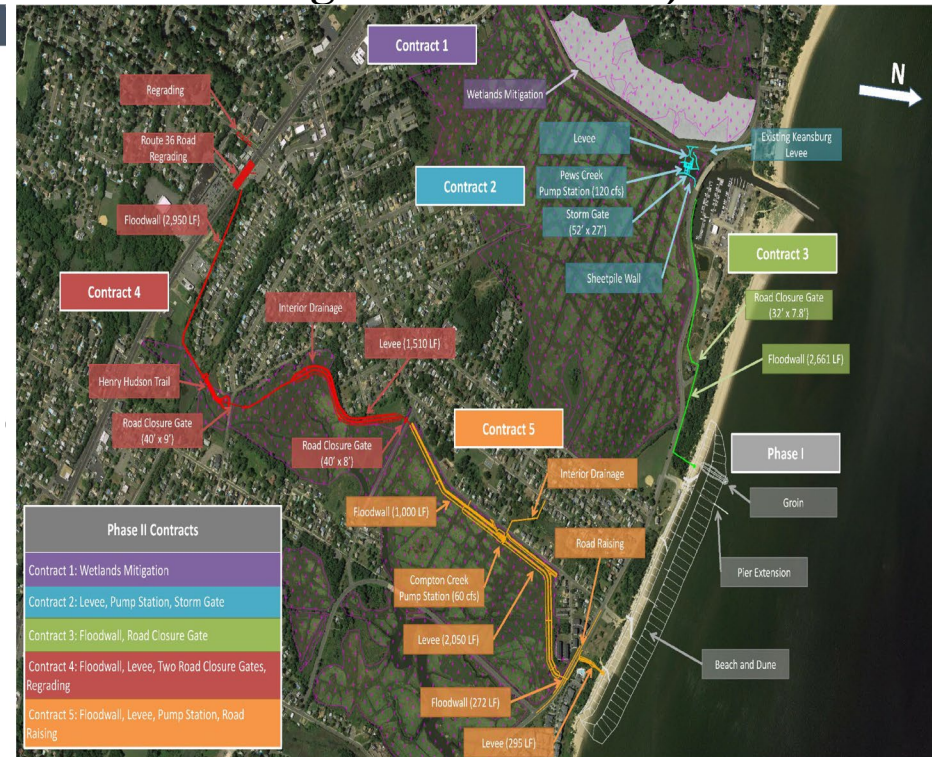 Contract 1
N
Regrading
Wetlands Mitigation
Route 36 Road
Regrading
Levee
Existing Keansburg
Levee
Contract 2
Pews Creek
Pump Station (120 cfs)
Floodwall (2,950 LF)
Storm Gate
(52' x 27')
Contract 3
Sheetpile Wall
Contract 4
Interior Drainage
Road Closure Gate
(32' x 7.8')
Levee (1,510 LF)
Floodwall (2,661 LF)
Henry Hudson Trail
Road Closure Gate
(40' x 9')
Contract 5
Road Closure Gate
(40' x 8')
Phase I
Interior Drainage
Groin
Floodwall (1,000 LF)
Phase II Contracts
Road Raising
Pier Extension
Contract 1: Wetlands Mitigation
Compton Creek
Pump Station (60 cfs)
Contract 2: Levee, Pump Station, Storm Gate
Contract 3: Floodwall, Road Closure Gate
Levee (2,050 LF)
Beach and Dune
Contract 4: Floodwall, Levee, Two Road Closure Gates,
Regrading
Floodwall (272 LF)
Contract 5: Floodwall, Levee, Pump Station, Road
Raising
Levee (295 LF)